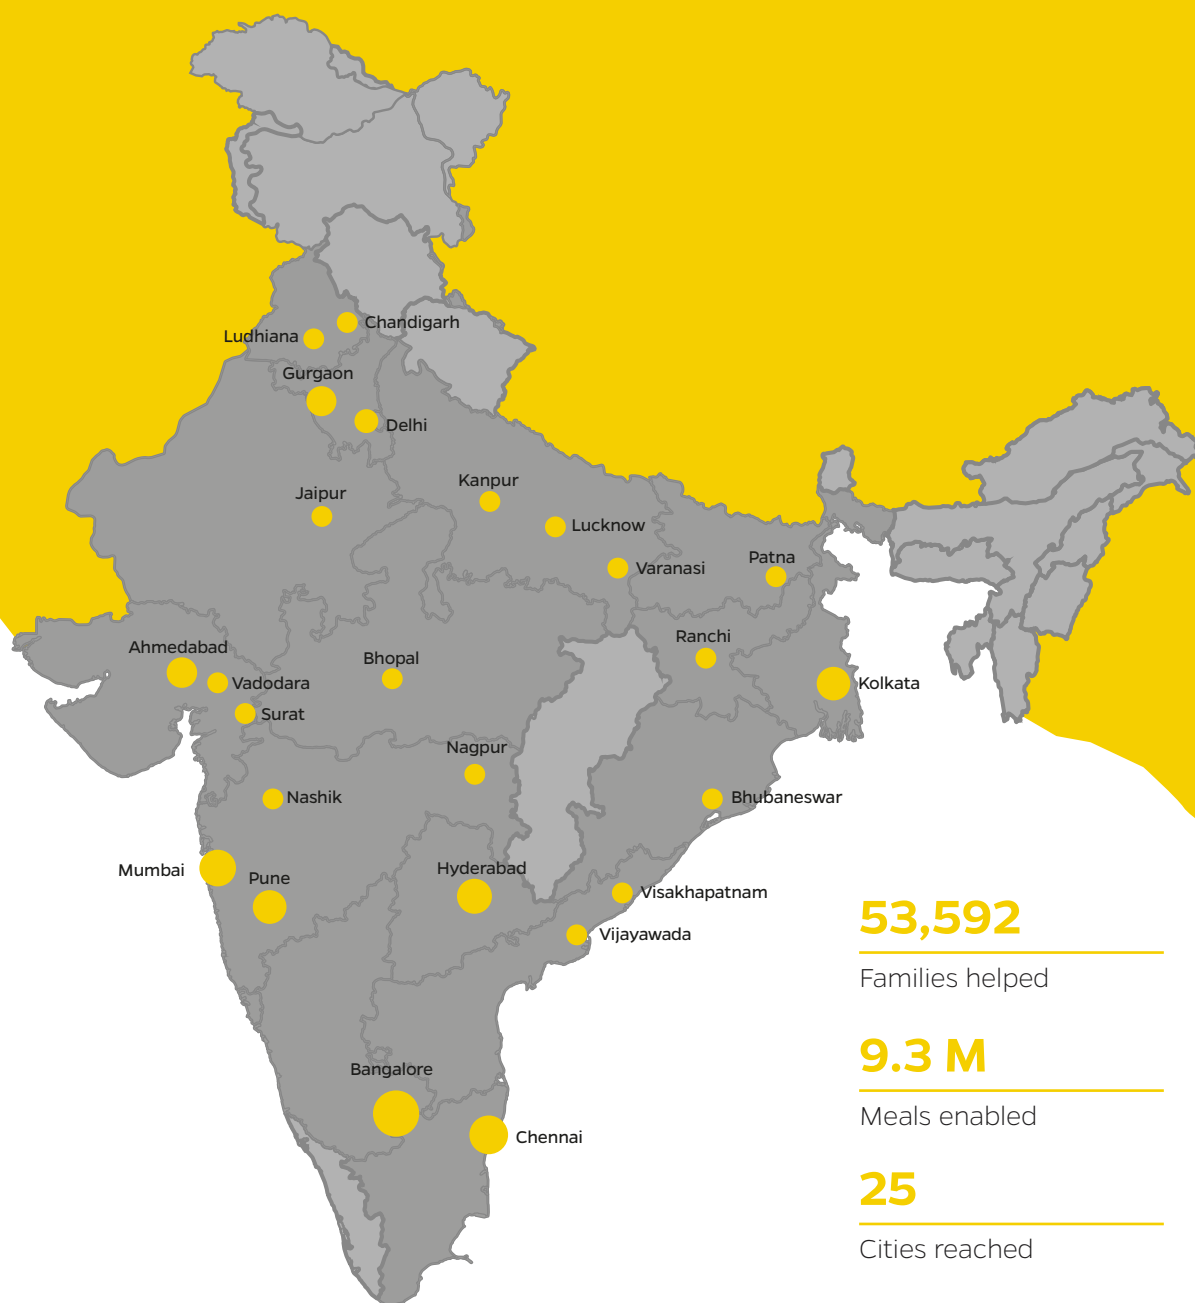 Chandigarh
Ludhiana
Gurgaon
Delhi
Kanpur
Jaipur
Lucknow
Patna
Varanasi
Ranchi
Ahmedabad
Bhopal
Vadodara
Kolkata
Surat
Nagpur
Nashik
Bhubaneswar
Mumbai
Pune
Hyderabad
Visakhapatnam
Vijayawada
Bangalore
Chennai
53,592
Families helped
9.3 M
Meals enabled
25
Cities reached